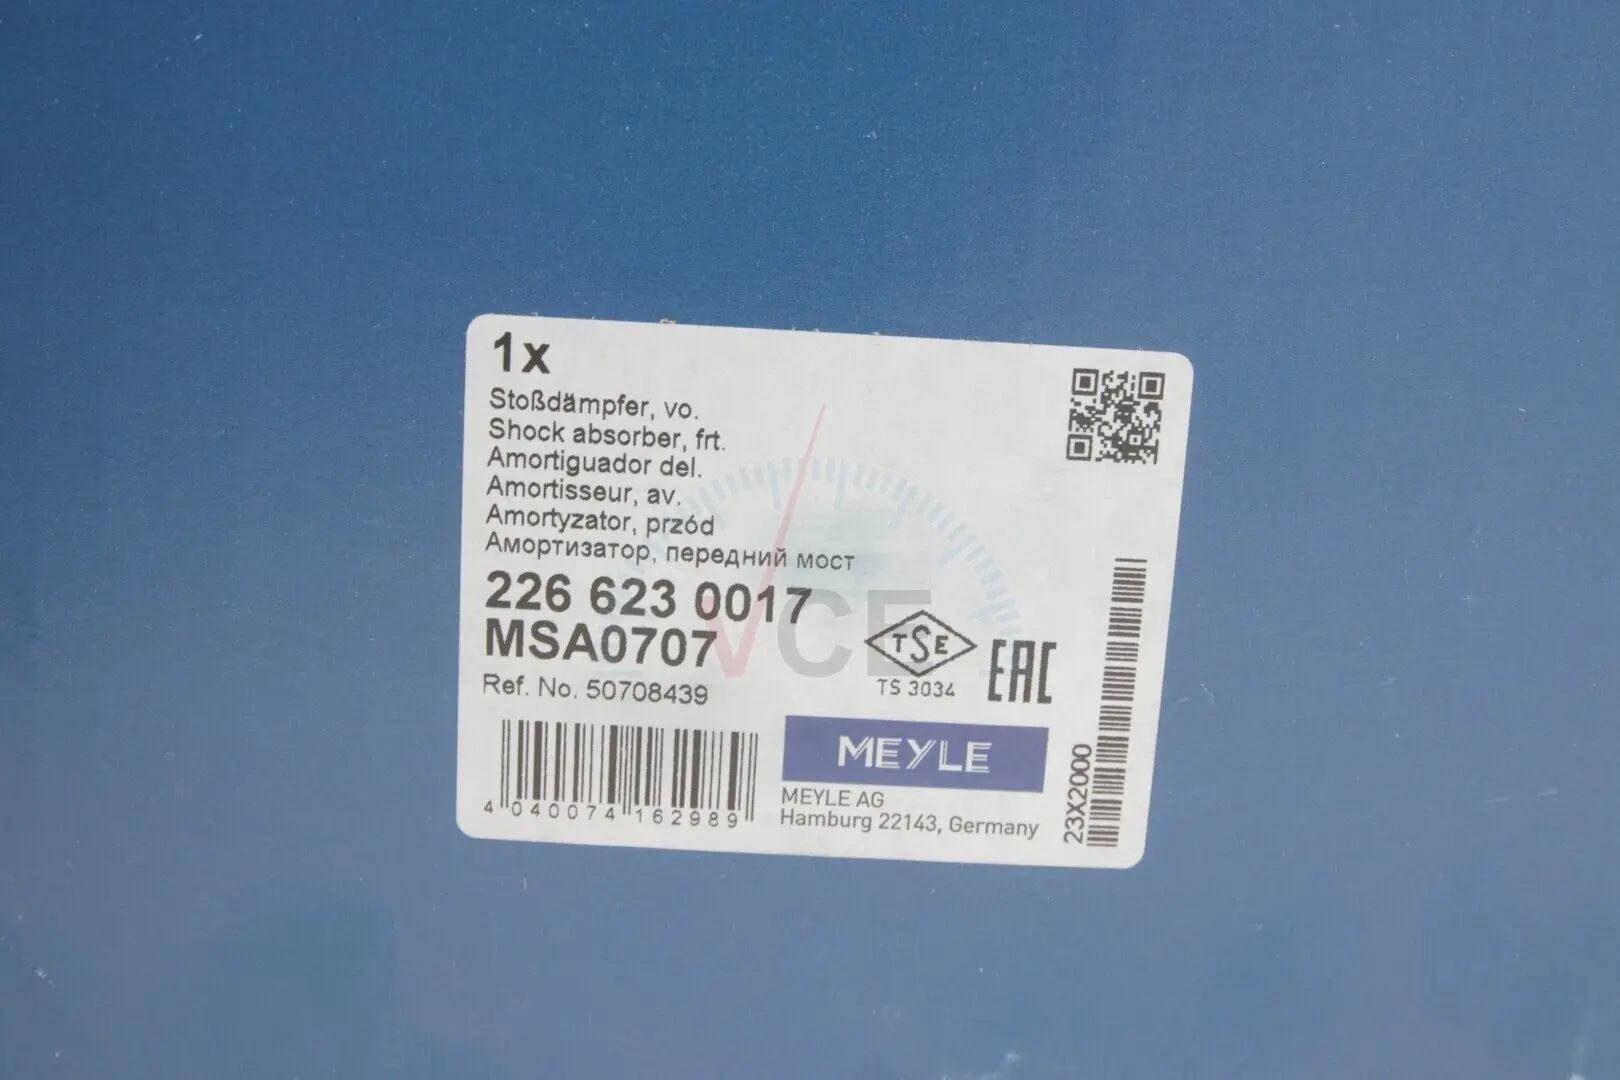 1x
Stoßdämpfer, vo.
Shock absorber, frt.
Amortiguador del.
Amortisseur, av.
Amortyzator, przód
Амортизатор, передний мост
226 623 0017
MSA0707
Ref. No. 50708439
VCE
TSE
TS 3034
EAC
4 040074 162989
MEYLE
MEYLE AG
Hamburg 22143, Germany
23X2000